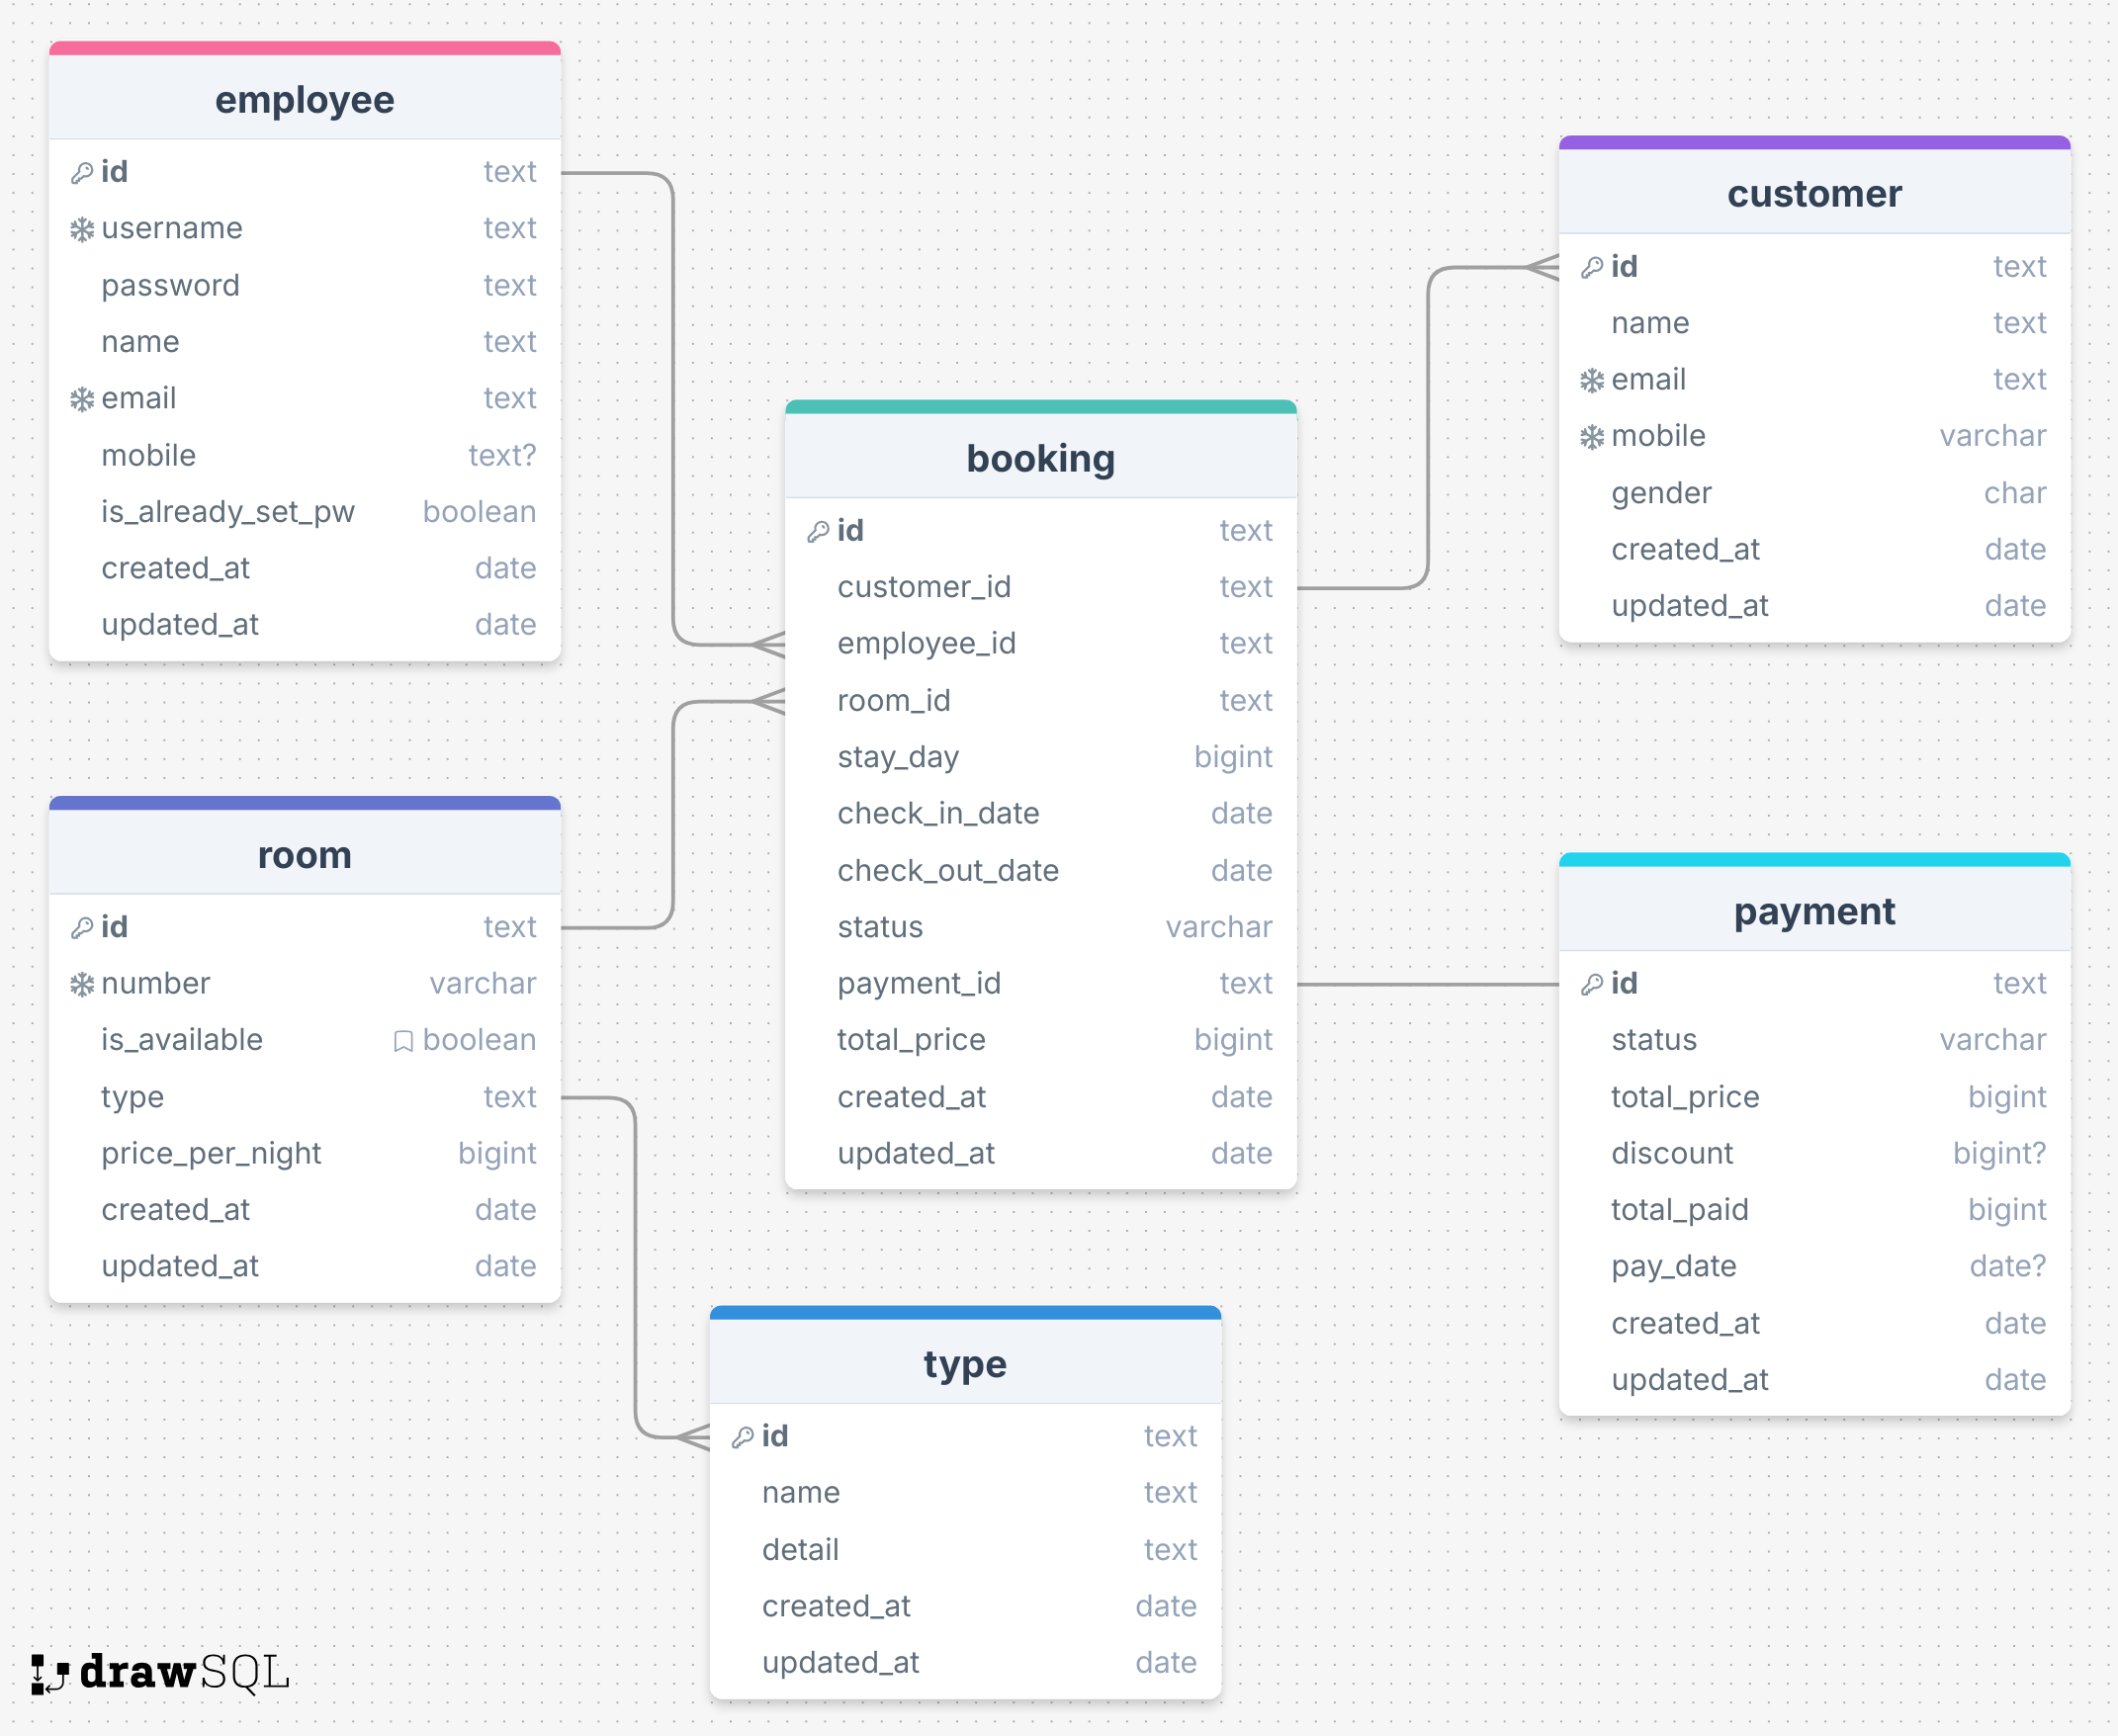 employee
id text
username text
password text
name text
email text
mobile text?
is_already_set_pw boolean
created_at date
updated_at date
customer
id text
name text
email text
mobile varchar
gender char
created_at date
updated_at date
booking
id text
customer_id text
employee_id text
room_id text
stay_day bigint
check_in_date date
check_out_date date
status varchar
payment_id text
total_price bigint
created_at date
updated_at date
room
id text
number varchar
is_available boolean
type text
price_per_night bigint
created_at date
updated_at date
payment
id text
status varchar
total_price bigint
discount bigint?
total_paid bigint
pay_date date?
created_at date
updated_at date
type
id text
name text
detail text
created_at date
updated_at date
drawSQL